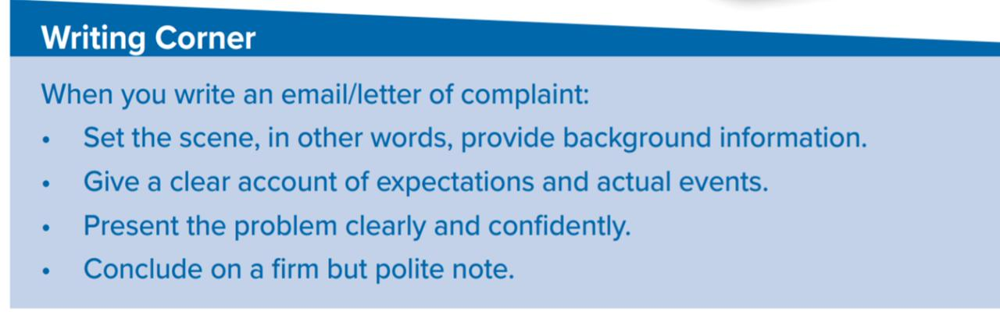 Writing Corner
When you write an email/letter of complaint:
• Set the scene, in other words, provide background information.
• Give a clear account of expectations and actual events.
• Present the problem clearly and confidently.
• Conclude on a firm but polite note.